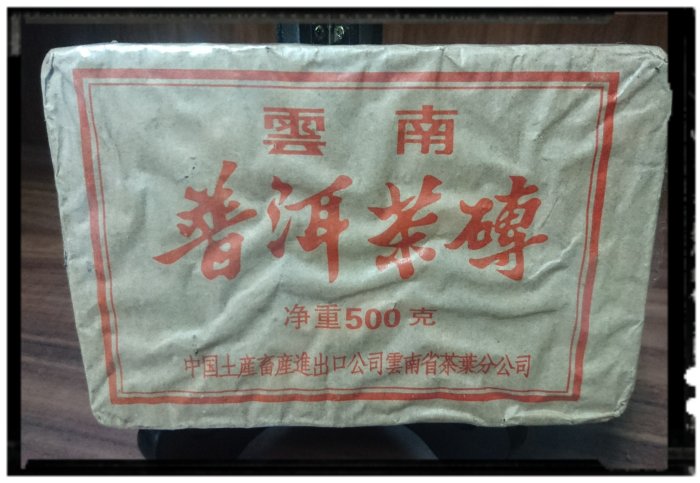 雲南
普洱茶磚
净重500克
中国土産畜産進出口公司雲南省茶葉分公司